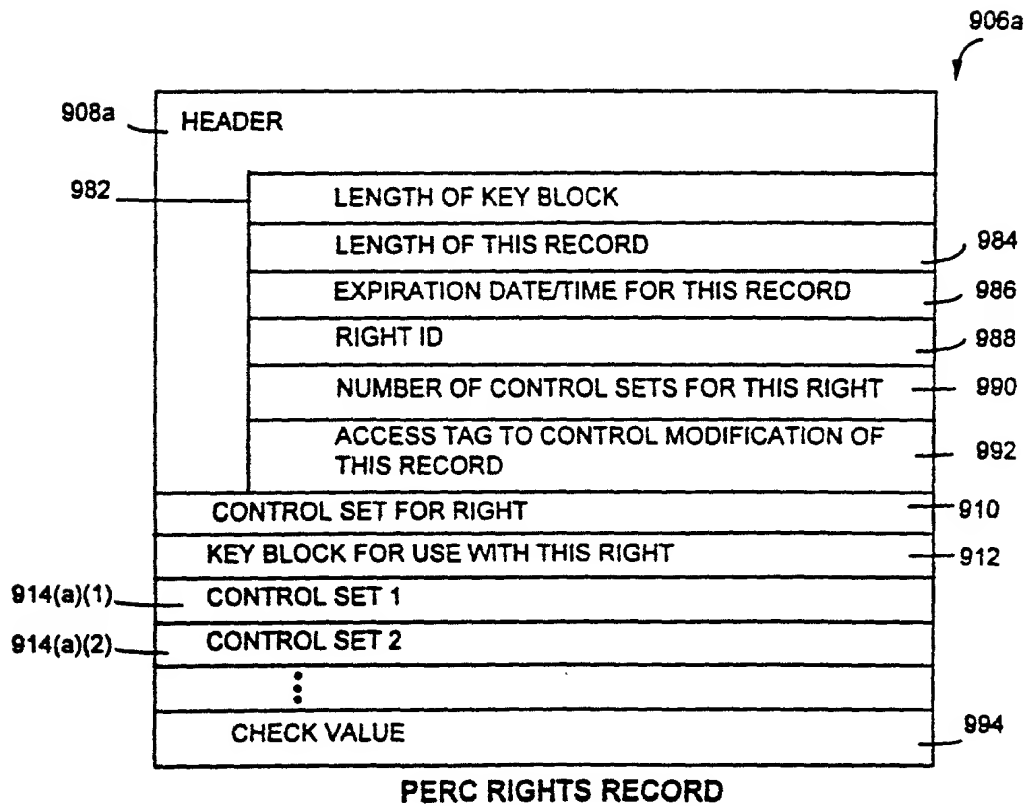 906a
908a
HEADER
982
LENGTH OF KEY BLOCK
LENGTH OF THIS RECORD
984
EXPIRATION DATE/TIME FOR THIS RECORD
986
RIGHT ID
988
NUMBER OF CONTROL SETS FOR THIS RIGHT
990
ACCESS TAG TO CONTROL MODIFICATION OF
THIS RECORD
992
CONTROL SET FOR RIGHT
910
KEY BLOCK FOR USE WITH THIS RIGHT
912
914(a)(1)
CONTROL SET 1
914(a)(2)
CONTROL SET 2
CHECK VALUE
994
PERC RIGHTS RECORD